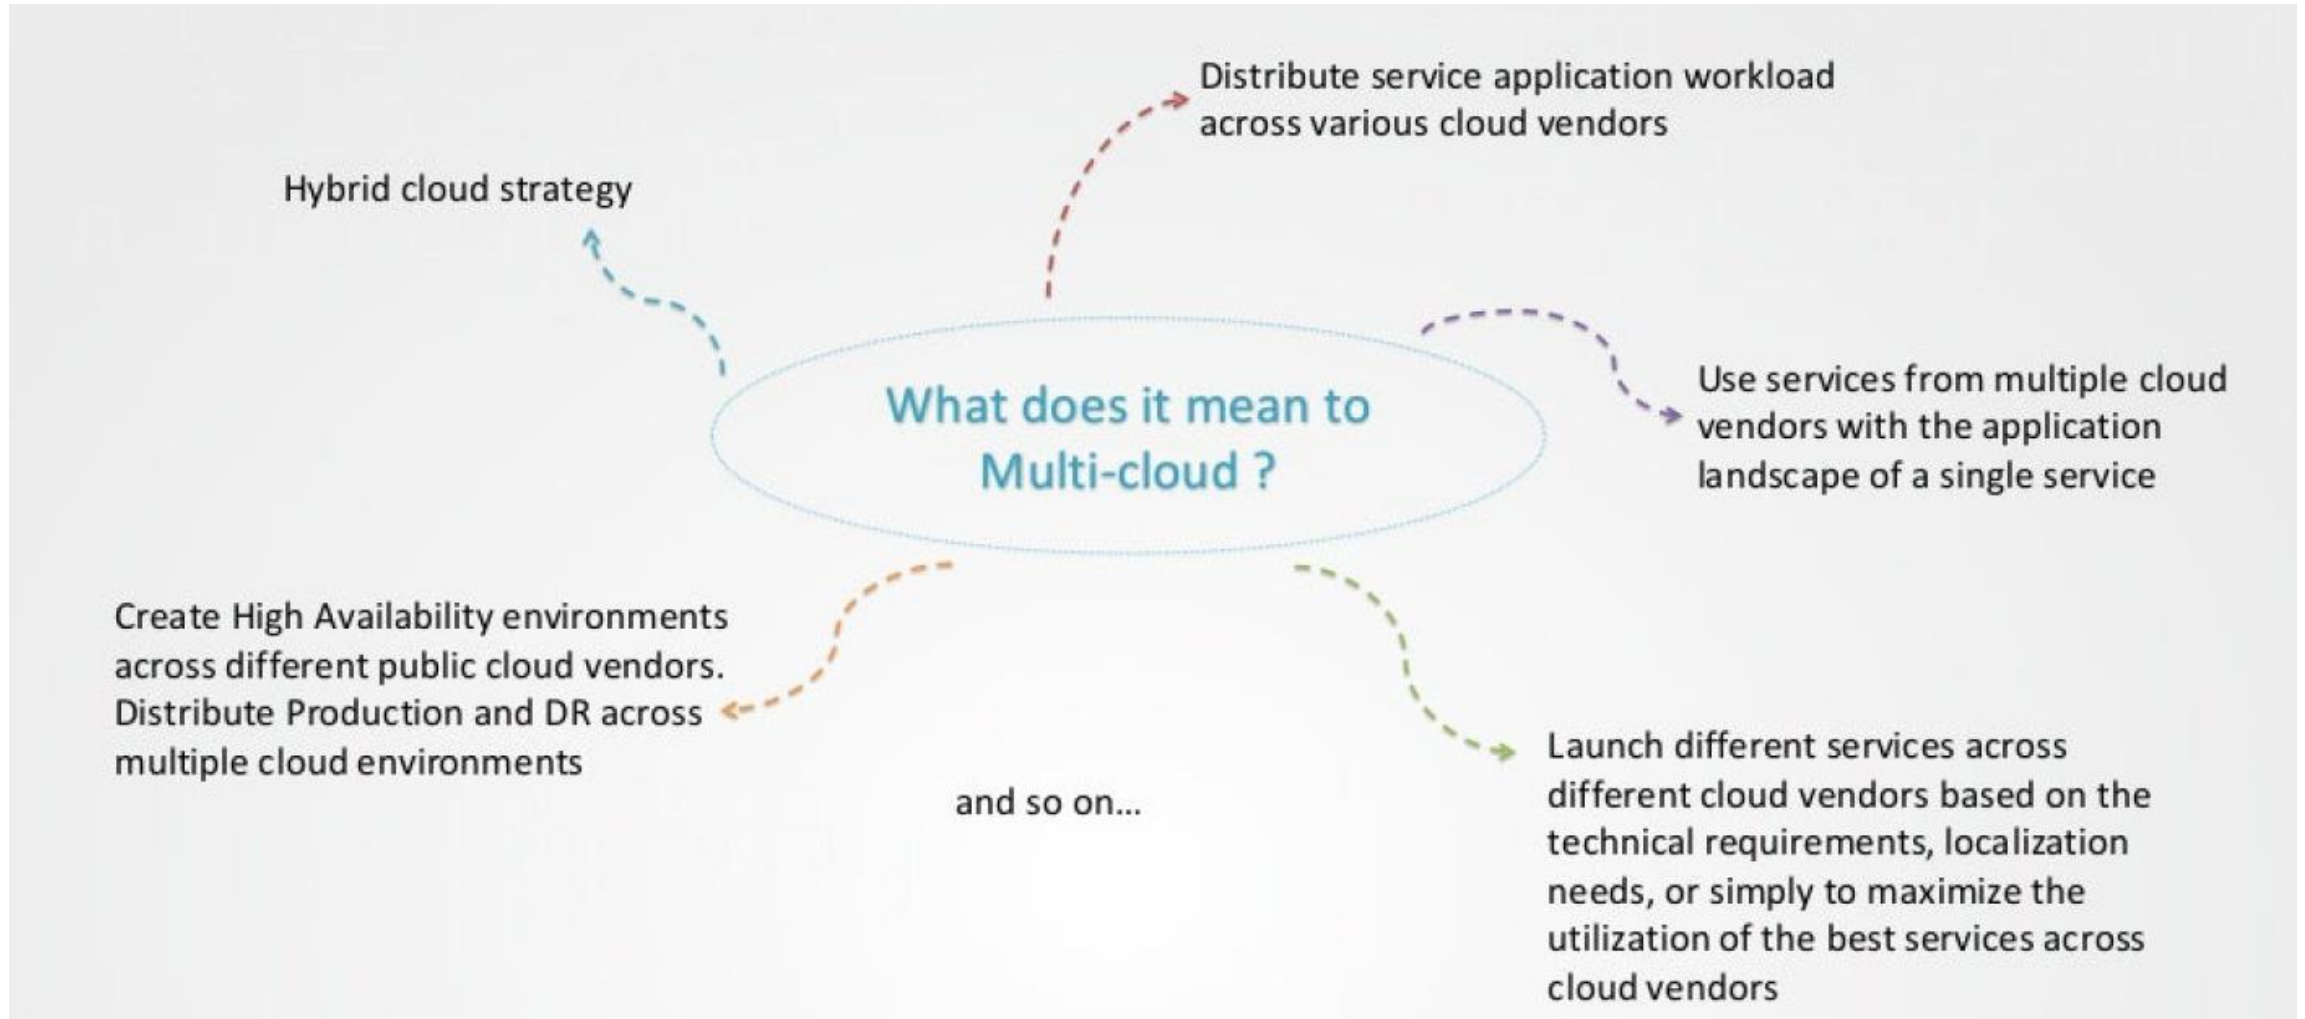 Distribute service application workload
across various cloud vendors
Hybrid cloud strategy
What does it mean to
Multi-cloud ?
Use services from multiple cloud
vendors with the application
landscape of a single service
Create High Availability environments
across different public cloud vendors.
Distribute Production and DR across
multiple cloud environments
Launch different services across
different cloud vendors based on the
technical requirements, localization
needs, or simply to maximize the
utilization of the best services across
cloud vendors
and so on...